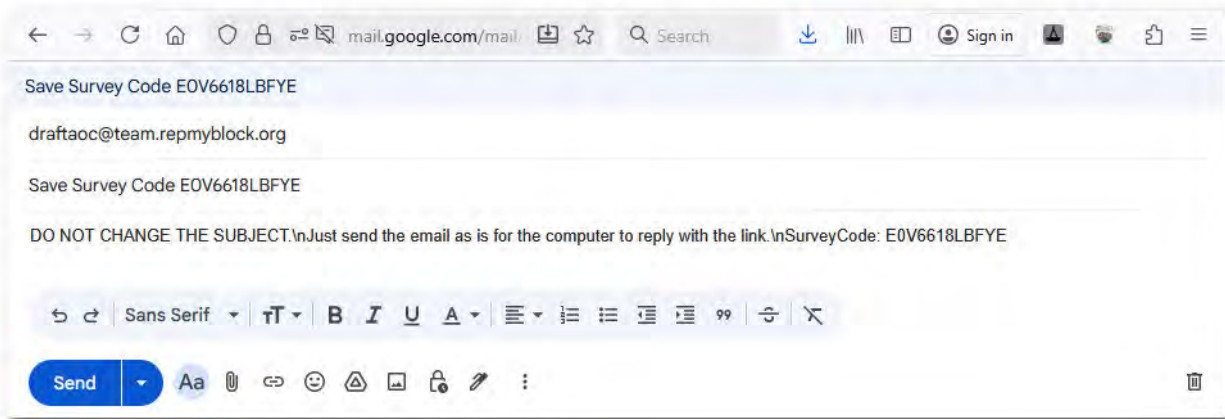 mail.google.com/mail/
Search
Sign in
Save Survey Code E0V6618LBFYE
draftaoc@team.repmyblock.org
Save Survey Code E0V6618LBFYE
DO NOT CHANGE THE SUBJECT.\nJust send the email as is for the computer to reply with the link.\nSurveyCode: E0V6618LBFYE
Sans Serif
Send